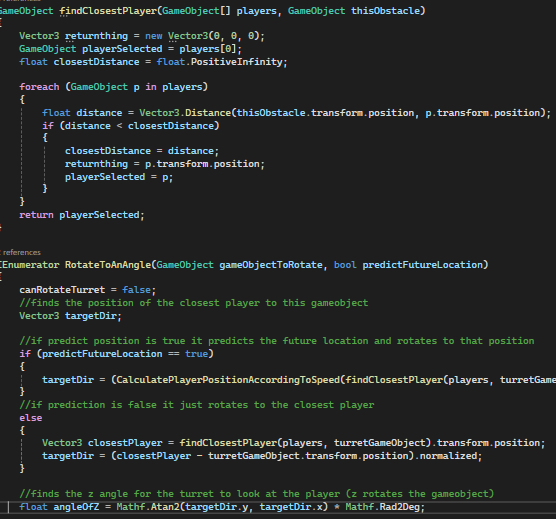 GameObject findClosestPlayer(GameObject[] players, GameObject thisObstacle)
{
Vector3 returnthing = new Vector3(0, 0, 0);
GameObject playerSelected = players[0];
float closestDistance = float.PositiveInfinity;
foreach (GameObject p in players)
{
float distance = Vector3.Distance(thisObstacle.transform.position, p.transform.position);
if (distance < closestDistance)
{
closestDistance = distance;
returnthing = p.transform.position;
playerSelected = p;
}
}
return playerSelected;
}
references
IEnumerator RotateToAnAngle(GameObject gameObjectToRotate, bool predictFutureLocation)
{
canRotateTurret = false;
//finds the position of the closest player to this gameobject
Vector3 targetDir;
//if predict position is true it predicts the future location and rotates to that position
if (predictFutureLocation == true)
{
targetDir = (CalculatePlayerPositionAccordingToSpeed(findClosestPlayer(players, turretGame
}
//if prediction is false it just rotates to the closest player
else
{
Vector3 closestPlayer = findClosestPlayer(players, turretGameObject).transform.position;
targetDir = (closestPlayer - turretGameObject.transform.position).normalized;
}
//finds the z angle for the turret to look at the player (z rotates the gameobject)
float angleOfZ = Mathf.Atan2(targetDir.y, targetDir.x) * Mathf.Rad2Deg;